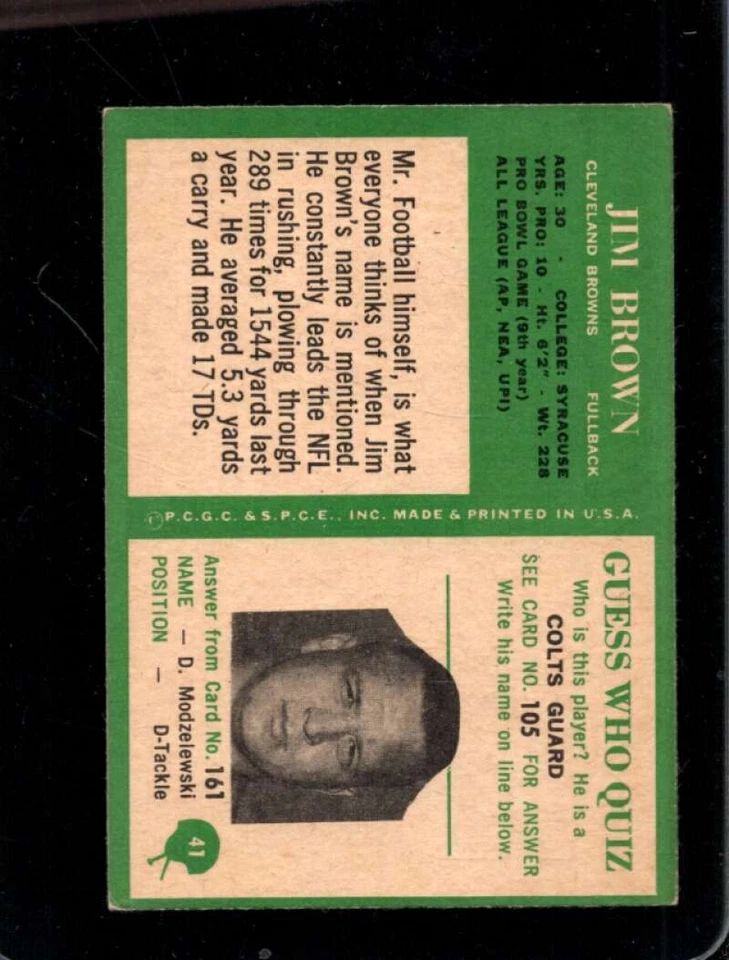 JIM BROWN
CLEVELAND BROWNS FULLBACK
AGE: 30 - COLLEGE: SYRACUSE
YRS. PRO: 10 - Ht. 6'2" - Wt. 228
PRO BOWL GAME (9th year)
ALL LEAGUE (AP, NEA, UPI)
Mr. Football himself, is what
everyone thinks of when Jim
Brown's name is mentioned.
He constantly leads the NFL
in rushing, plowing through
289 times for 1544 yards last
year. He averaged 5.3 yards
a carry and made 17 TDs.
©P.C.G.C. & S.P.C.E., INC. MADE & PRINTED IN U.S.A.
GUESS WHO QUIZ
Who is this player? He is a
COLTS GUARD
SEE CARD NO. 105 FOR ANSWER
Write his name on line below.
Answer from Card No. 161
NAME — D. Modzelewski
POSITION — D-Tackle
41